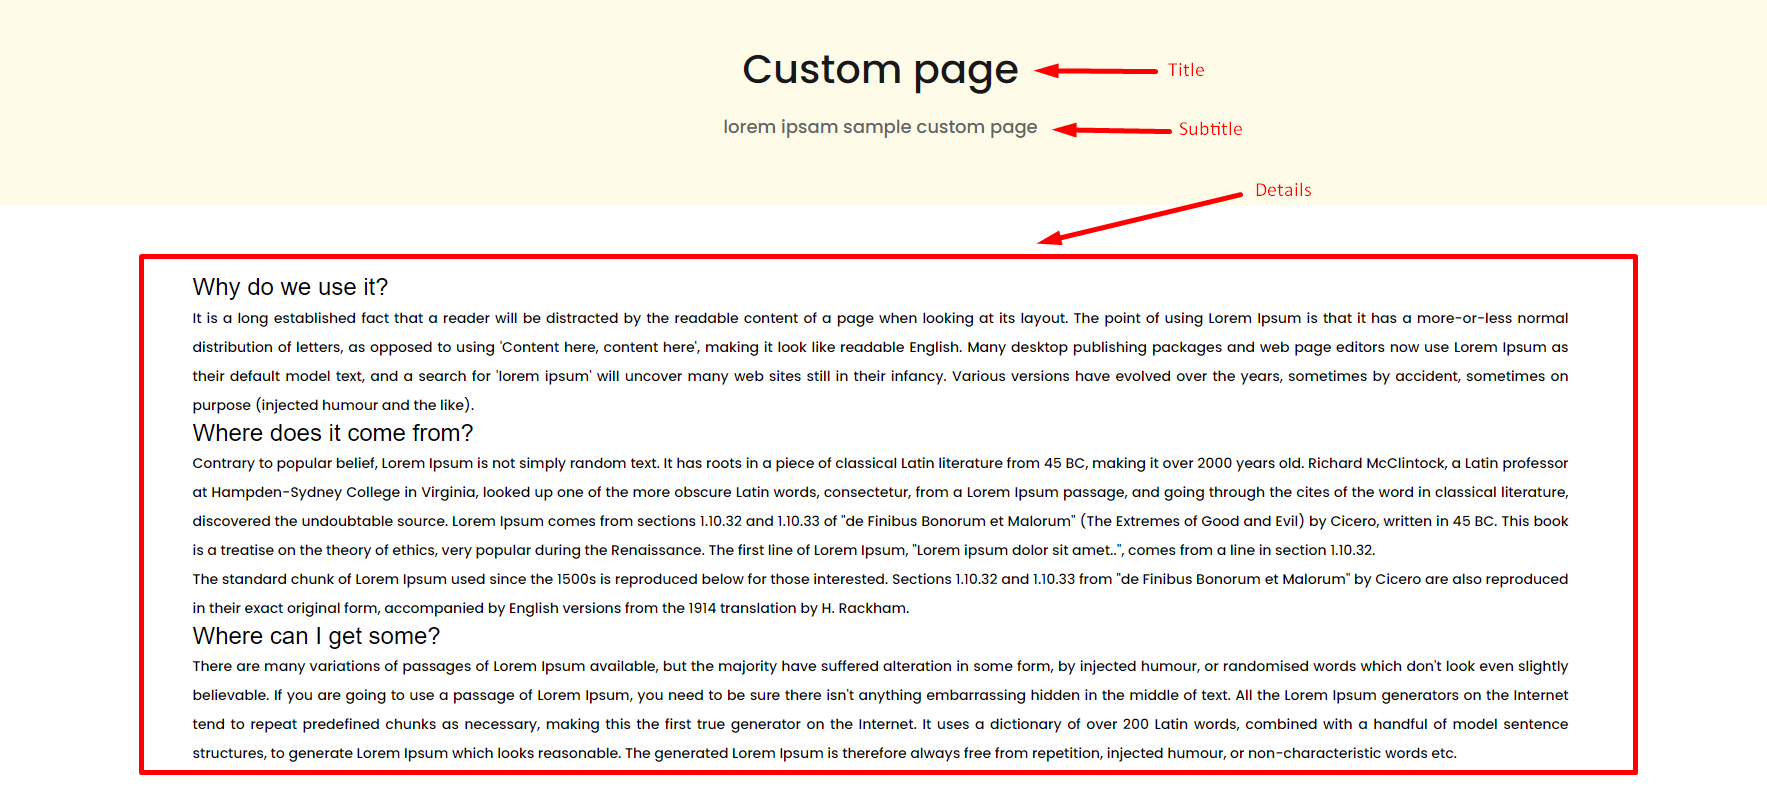 Custom page
Title
lorem ipsam sample custom page
Subtitle
Details
Why do we use it?
It is a long established fact that a reader will be distracted by the readable content of a page when looking at its layout. The point of using Lorem Ipsum is that it has a more-or-less normal
distribution of letters, as opposed to using 'Content here, content here', making it look like readable English. Many desktop publishing packages and web page editors now use Lorem Ipsum as
their default model text, and a search for 'lorem ipsum' will uncover many web sites still in their infancy. Various versions have evolved over the years, sometimes by accident, sometimes on
purpose (injected humour and the like).
Where does it come from?
Contrary to popular belief, Lorem Ipsum is not simply random text. It has roots in a piece of classical Latin literature from 45 BC, making it over 2000 years old. Richard McClintock, a Latin professor
at Hampden-Sydney College in Virginia, looked up one of the more obscure Latin words, consectetur, from a Lorem Ipsum passage, and going through the cites of the word in classical literature,
discovered the undoubtable source. Lorem Ipsum comes from sections 1.10.32 and 1.10.33 of "de Finibus Bonorum et Malorum" (The Extremes of Good and Evil) by Cicero, written in 45 BC. This book
is a treatise on the theory of ethics, very popular during the Renaissance. The first line of Lorem Ipsum, "Lorem ipsum dolor sit amet..", comes from a line in section 1.10.32.
The standard chunk of Lorem Ipsum used since the 1500s is reproduced below for those interested. Sections 1.10.32 and 1.10.33 from "de Finibus Bonorum et Malorum" by Cicero are also reproduced
in their exact original form, accompanied by English versions from the 1914 translation by H. Rackham.
Where can I get some?
There are many variations of passages of Lorem Ipsum available, but the majority have suffered alteration in some form, by injected humour, or randomised words which don't look even slightly
believable. If you are going to use a passage of Lorem Ipsum, you need to be sure there isn't anything embarrassing hidden in the middle of text. All the Lorem Ipsum generators on the Internet
tend to repeat predefined chunks as necessary, making this the first true generator on the Internet. It uses a dictionary of over 200 Latin words, combined with a handful of model sentence
structures, to generate Lorem Ipsum which looks reasonable. The generated Lorem Ipsum is therefore always free from repetition, injected humour, or non-characteristic words etc.